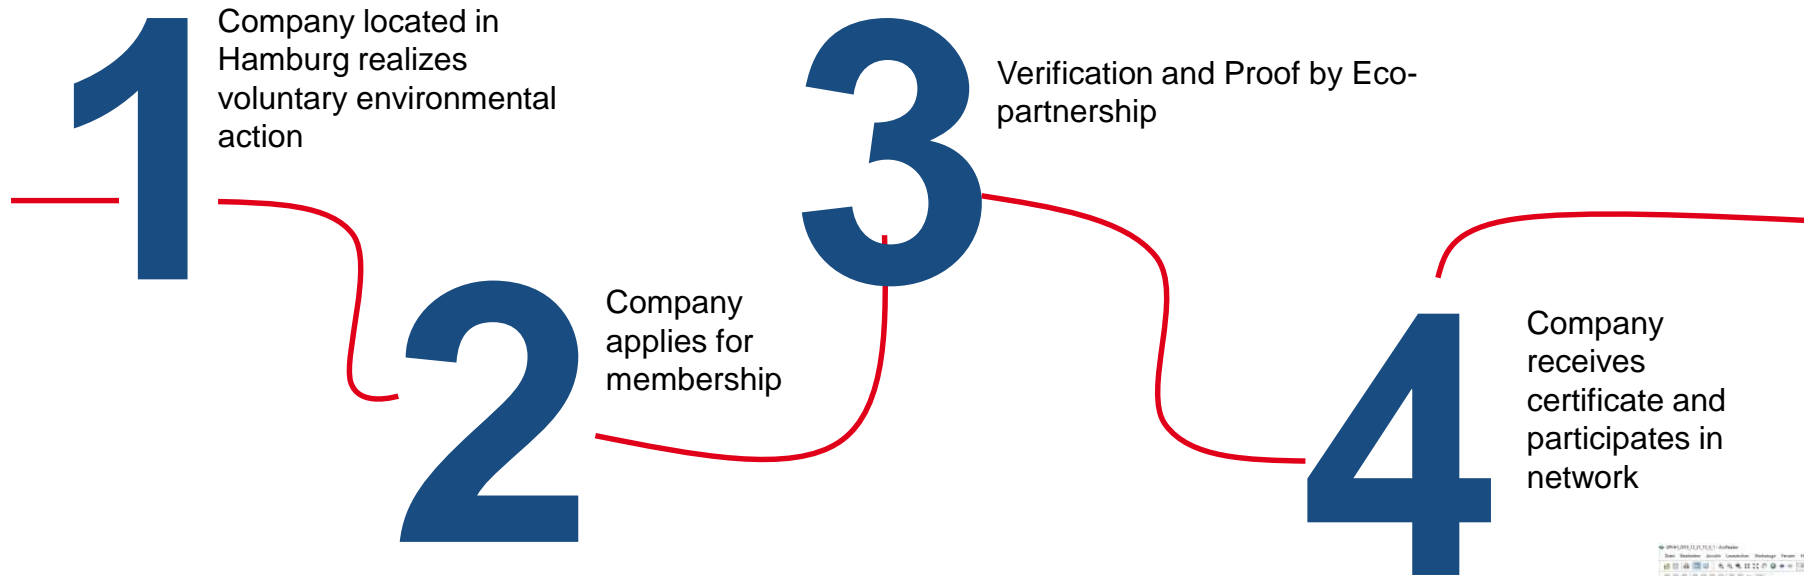 1
Company located in
Hamburg realizes
voluntary environmental
action
2
Company
applies for
membership
3
Verification and Proof by Eco-
partnership
4
Company
receives
certificate and
participates in
network